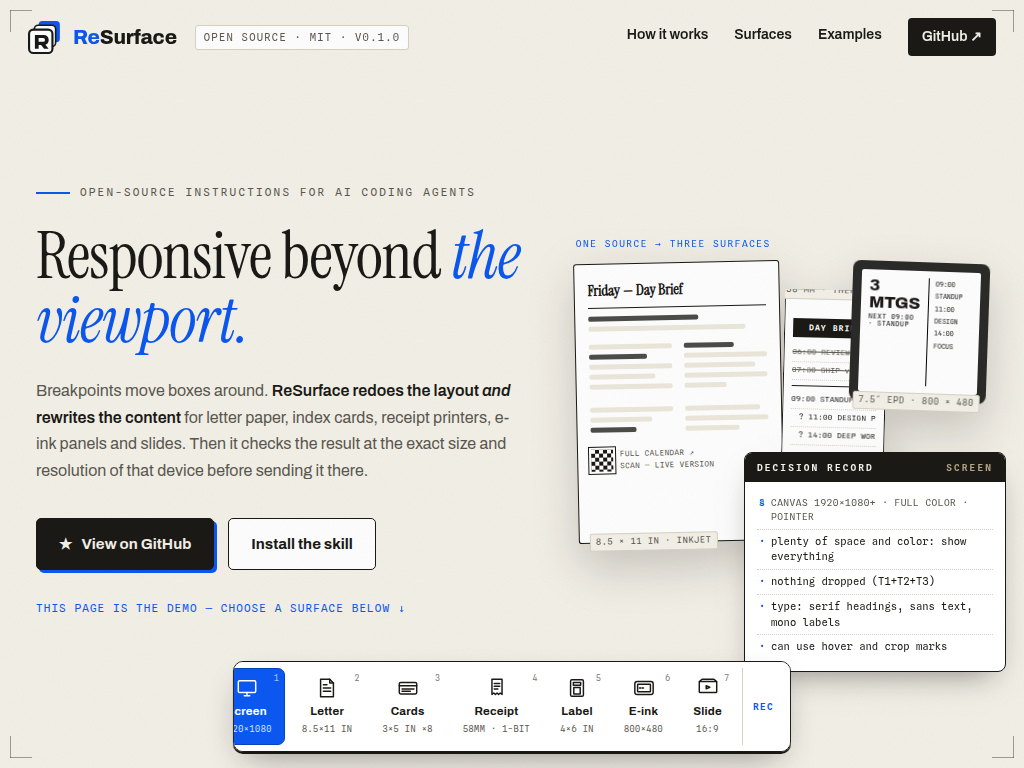 ReSurface
OPEN SOURCE · MIT · V0.1.0
How it works
Surfaces
Examples
GitHub ↗
OPEN-SOURCE INSTRUCTIONS FOR AI CODING AGENTS
Responsive beyond the
viewport.
Breakpoints move boxes around. ReSurface redoes the layout and
rewrites the content for letter paper, index cards, receipt printers, e-
ink panels and slides. Then it checks the result at the exact size and
resolution of that device before sending it there.
★ View on GitHub
Install the skill
THIS PAGE IS THE DEMO — CHOOSE A SURFACE BELOW ↓
ONE SOURCE → THREE SURFACES
Friday — Day Brief
FULL CALENDAR ↗
SCAN — LIVE VERSION
8.5 × 11 IN · INKJET
DAY BRI
06:00 REVIEW
07:00 SHIP V
09:00 STANDUP
? 11:00 DESIGN P
? 14:00 DEEP WOR
3
MTGS
NEXT 09:00
· STANDUP
09:00
STANDUP
11:00
DESIGN
14:00
FOCUS
7.5″ EPD · 800 × 480
DECISION RECORD
SCREEN
§ CANVAS 1920×1080+ · FULL COLOR ·
POINTER
· plenty of space and color: show
everything
· nothing dropped (T1+T2+T3)
· type: serif headings, sans text,
mono labels
· can use hover and crop marks
1
creen
20×1080
2
Letter
8.5×11 IN
3
Cards
3×5 IN ×8
4
Receipt
58MM · 1-BIT
5
Label
4×6 IN
6
E-ink
800×480
7
Slide
16:9
REC